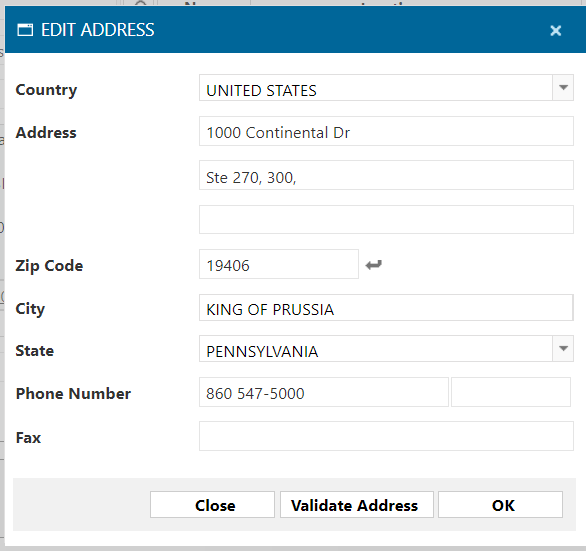 EDIT ADDRESS
Country UNITED STATES
Address 1000 Continental Dr
Ste 270, 300,
Zip Code 19406
City KING OF PRUSSIA
State PENNSYLVANIA
Phone Number 860 547-5000
Fax
Close Validate Address OK